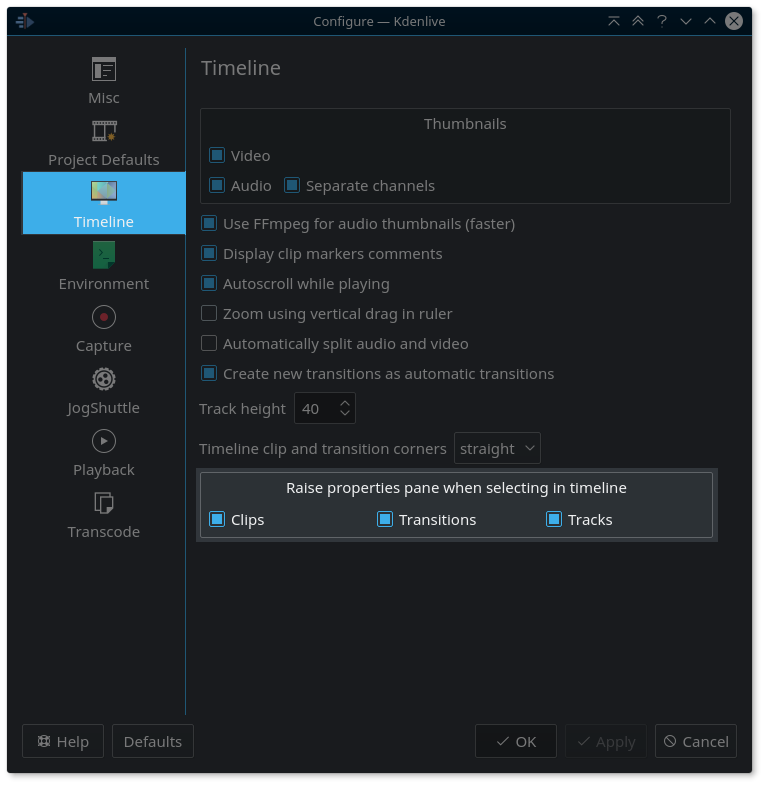 Configure — Kdenlive
Misc
Project Defaults
Timeline
Environment
Capture
JogShuttle
Playback
Transcode
Timeline
Thumbnails
Video
Audio Separate channels
Use FFmpeg for audio thumbnails (faster)
Display clip markers comments
Autoscroll while playing
Zoom using vertical drag in ruler
Automatically split audio and video
Create new transitions as automatic transitions
Track height 40
Timeline clip and transition corners straight
Raise properties pane when selecting in timeline
Clips Transitions Tracks
Help Defaults OK Apply Cancel